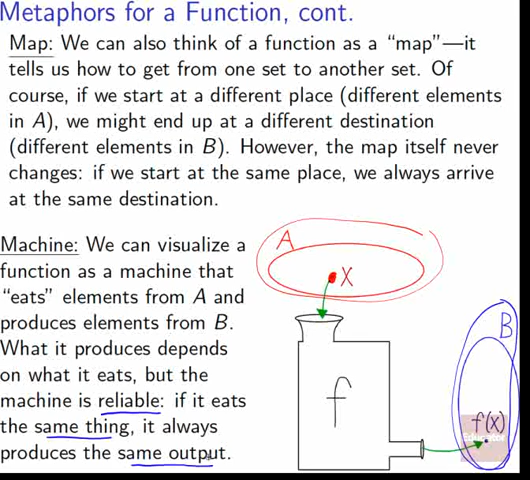 Metaphors for a Function, cont.
Map: We can also think of a function as a “map”—it
tells us how to get from one set to another set. Of
course, if we start at a different place (different elements
in A), we might end up at a different destination
(different elements in B). However, the map itself never
changes: if we start at the same place, we always arrive
at the same destination.
Machine: We can visualize a
function as a machine that
“eats” elements from A and
produces elements from B.
What it produces depends
on what it eats, but the
machine is reliable: if it eats
the same thing, it always
produces the same output.
A
x
f
B
f(x)
Educator